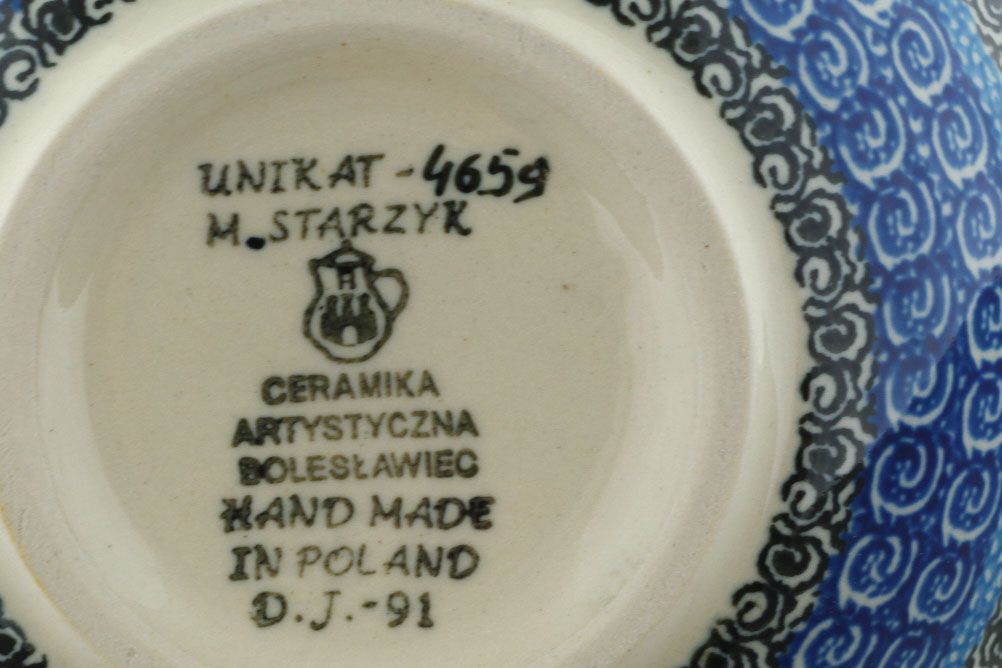 UNIKAT - 4659
M. STARZYK
CERAMIKA
ARTYSTYCZNA
BOLESŁAWIEC
HAND MADE
IN POLAND
D.J.-91